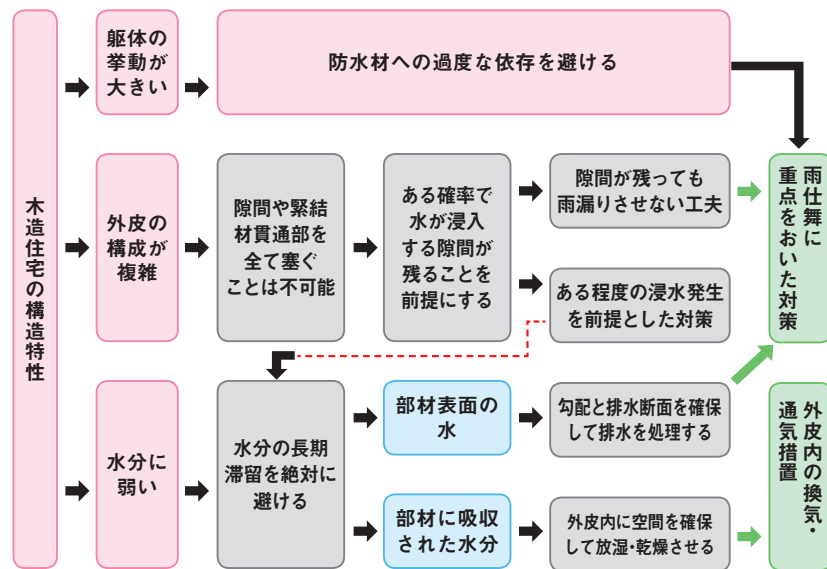 木造住宅の構造特性
躯体の
挙動が
大きい
防水材への過度な依存を避ける
外皮の
構成が
複雑
隙間や緊結
材貫通部を
全て塞ぐ
ことは不可能
ある確率で
水が浸入
する隙間が
残ることを
前提にする
隙間が残っても
雨漏りさせない工夫
ある程度の浸水発生
を前提とした対策
雨仕舞に
重点をおいた対策
水分に
弱い
水分の長期
滞留を絶対に
避ける
部材表面の
水
勾配と排水断面を確保
して排水を処理する
部材に吸収
された水分
外皮内に空間を確保
して放湿・乾燥させる
外皮内の換気・
通気措置